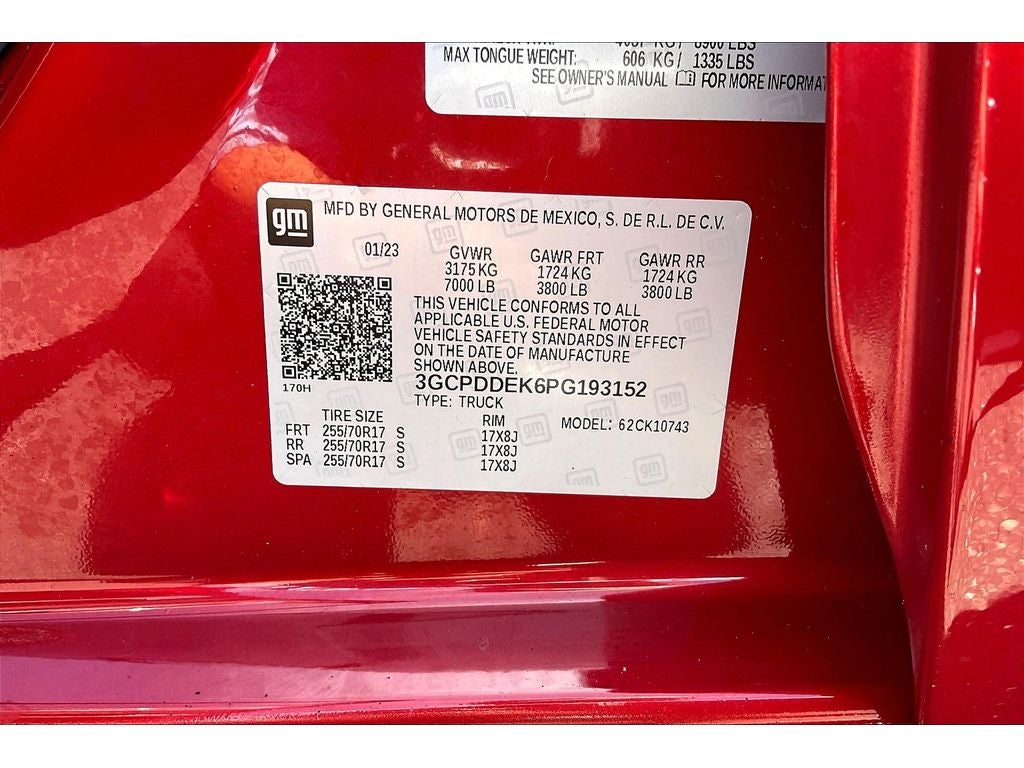 MAX TONGUE WEIGHT: 606 KG/ 1335 LBS
SEE OWNER'S MANUAL FOR MORE INFORMAT
gm MFD BY GENERAL MOTORS DE MEXICO, S. DE R.L. DE C.V.
01/23 GVWR GAWR FRT GAWR RR
3175 KG 1724 KG 1724 KG
7000 LB 3800 LB 3800 LB
THIS VEHICLE CONFORMS TO ALL
APPLICABLE U.S. FEDERAL MOTOR
VEHICLE SAFETY STANDARDS IN EFFECT
ON THE DATE OF MANUFACTURE
SHOWN ABOVE.
170H 3GCPDDEK6PG193152
TYPE: TRUCK
TIRE SIZE RIM MODEL: 62CK10743
FRT 255/70R17 S 17X8J
RR 255/70R17 S 17X8J
SPA 255/70R17 S 17X8J